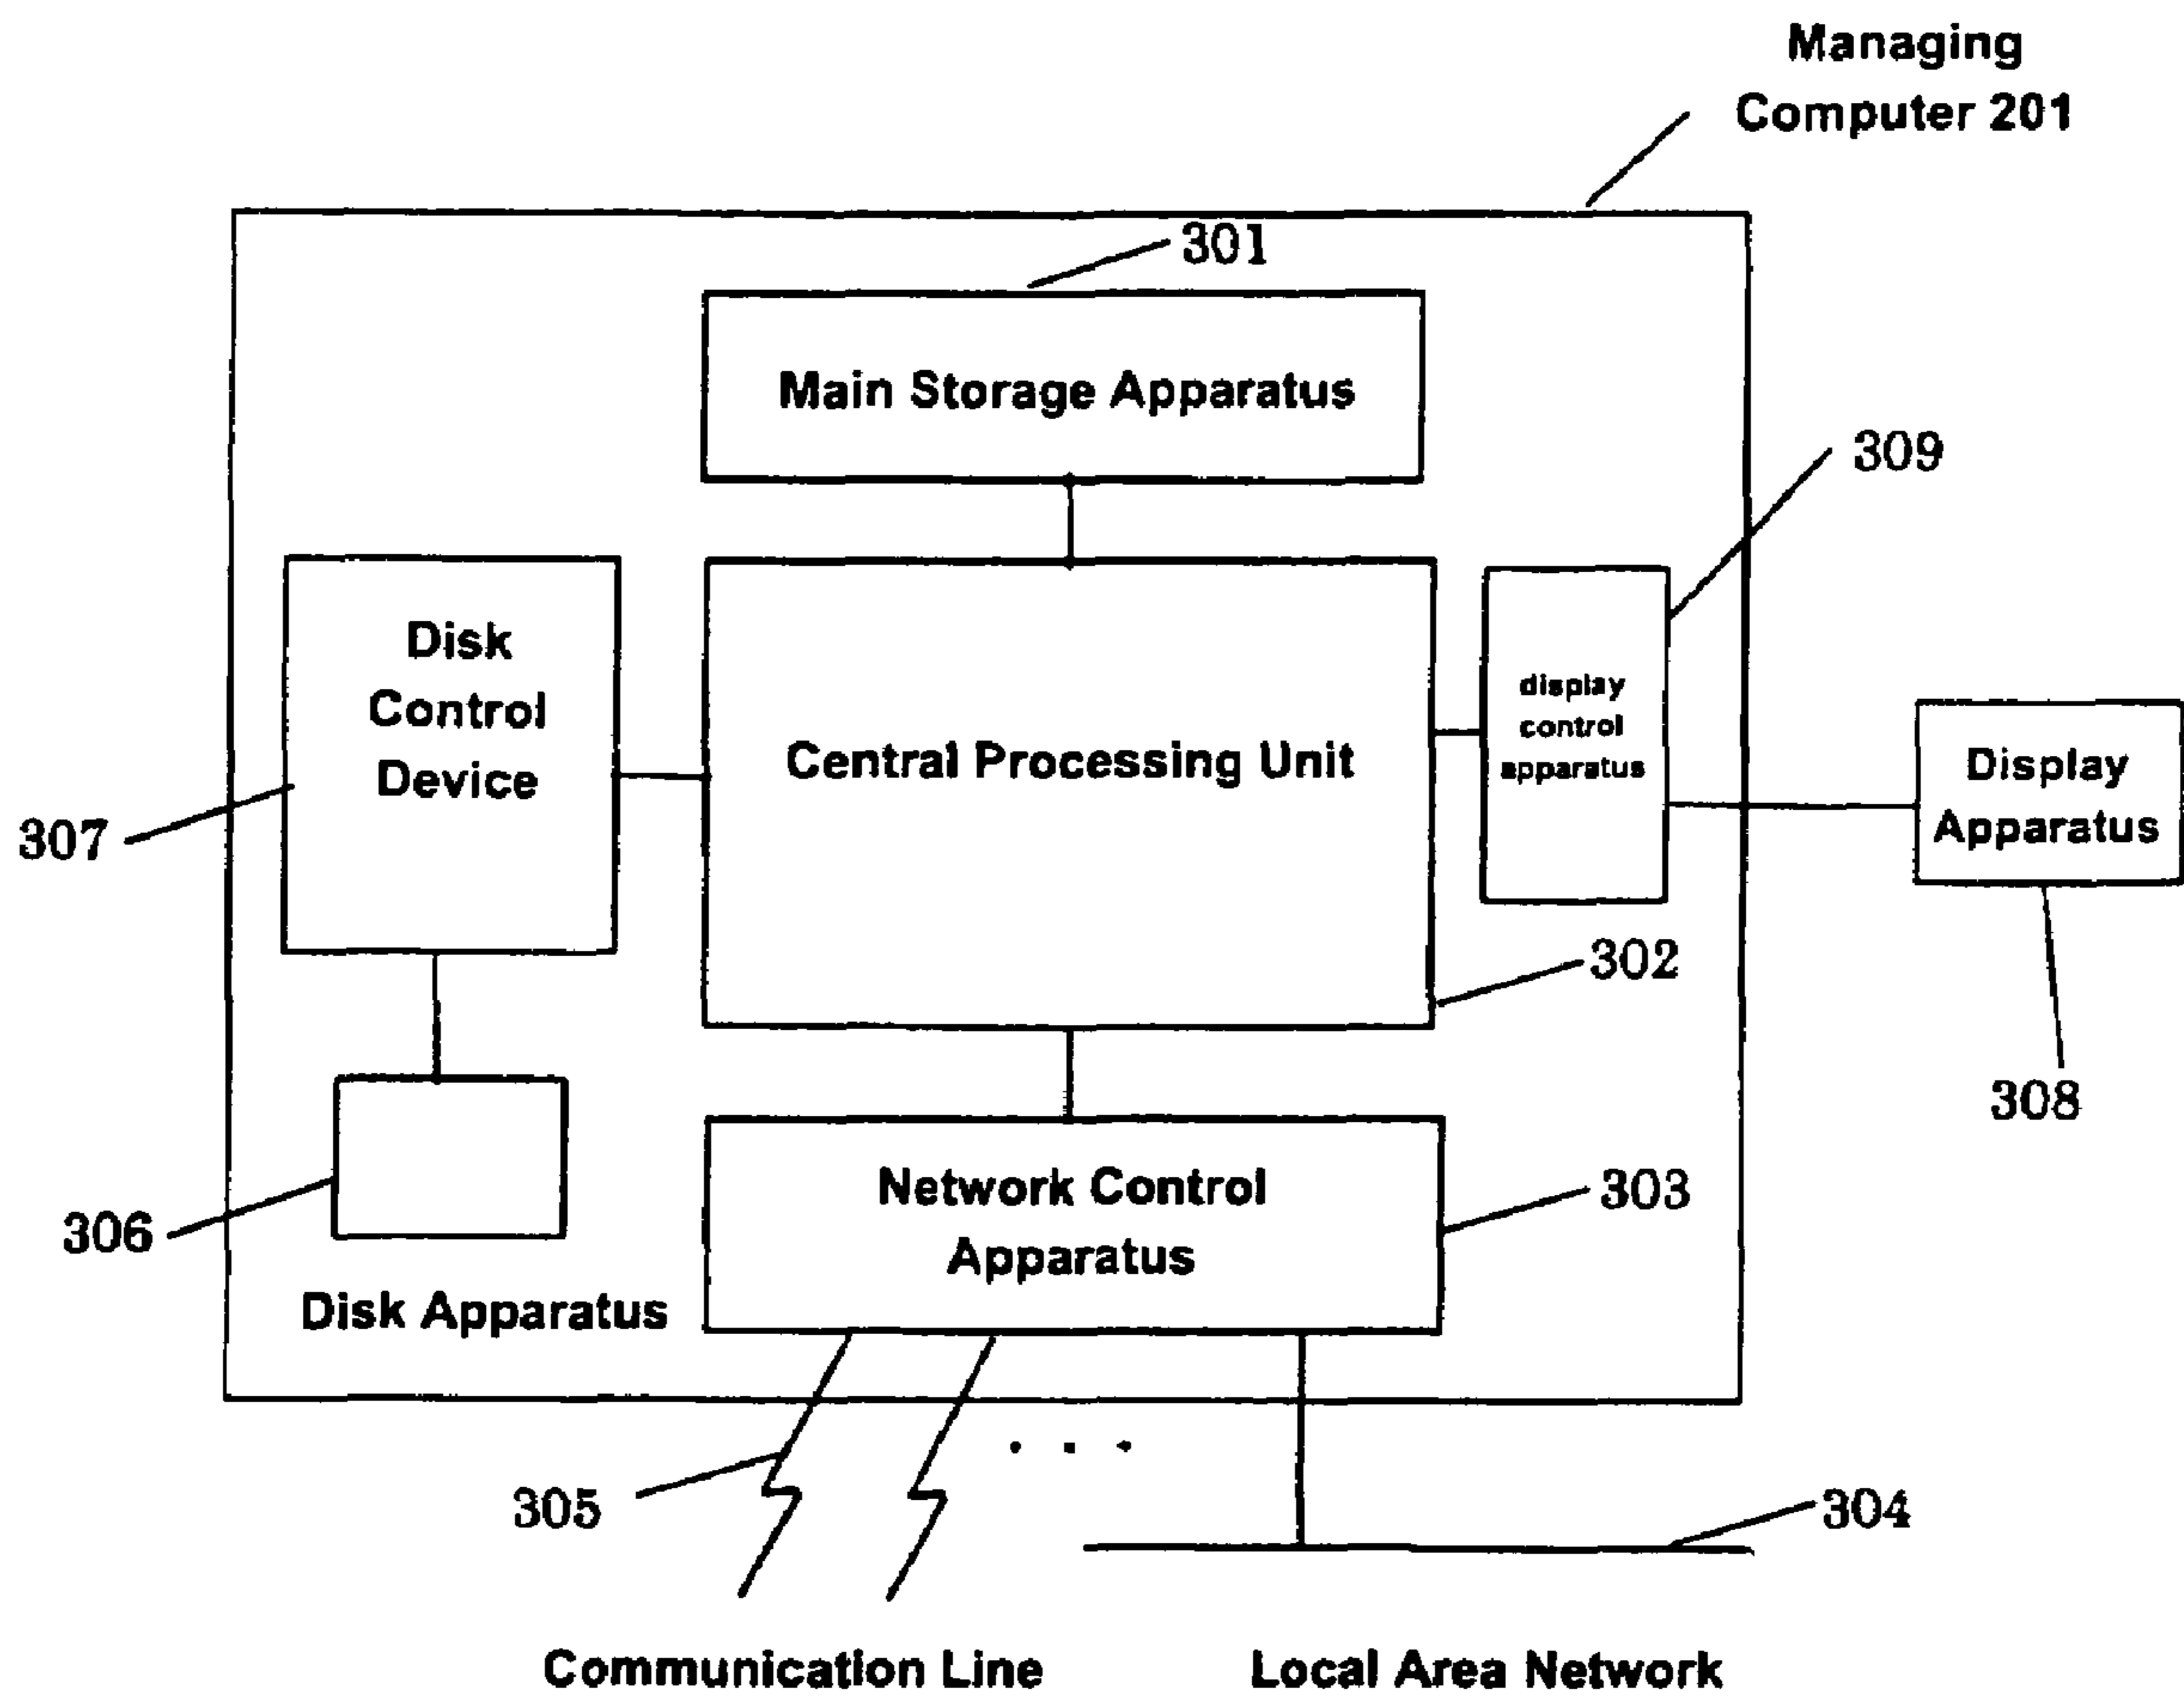 Managing
Computer 201
301
Main Storage Apparatus
309
Disk
Control
Device
Central Processing Unit
display
control
apparatus
Display
Apparatus
307
302
308
306
Network Control
Apparatus
303
Disk Apparatus
305
. . .
304
Communication Line
Local Area Network